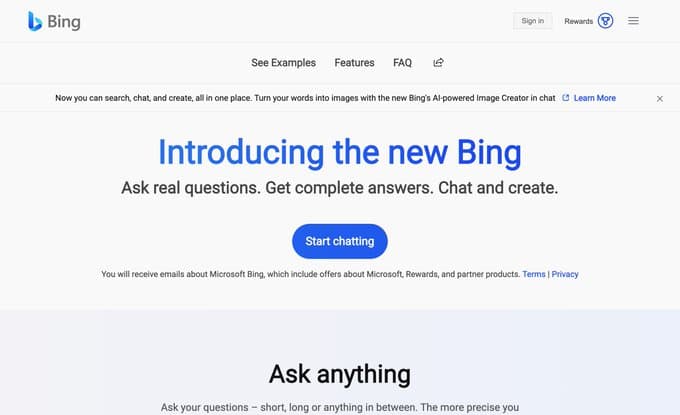 Bing
Sign in
Rewards
See Examples
Features
FAQ
Now you can search, chat, and create, all in one place. Turn your words into images with the new Bing's AI-powered Image Creator in chat Learn More
Introducing the new Bing
Ask real questions. Get complete answers. Chat and create.
Start chatting
You will receive emails about Microsoft Bing, which include offers about Microsoft, Rewards, and partner products. Terms | Privacy
Ask anything
Ask your questions – short, long or anything in between. The more precise you